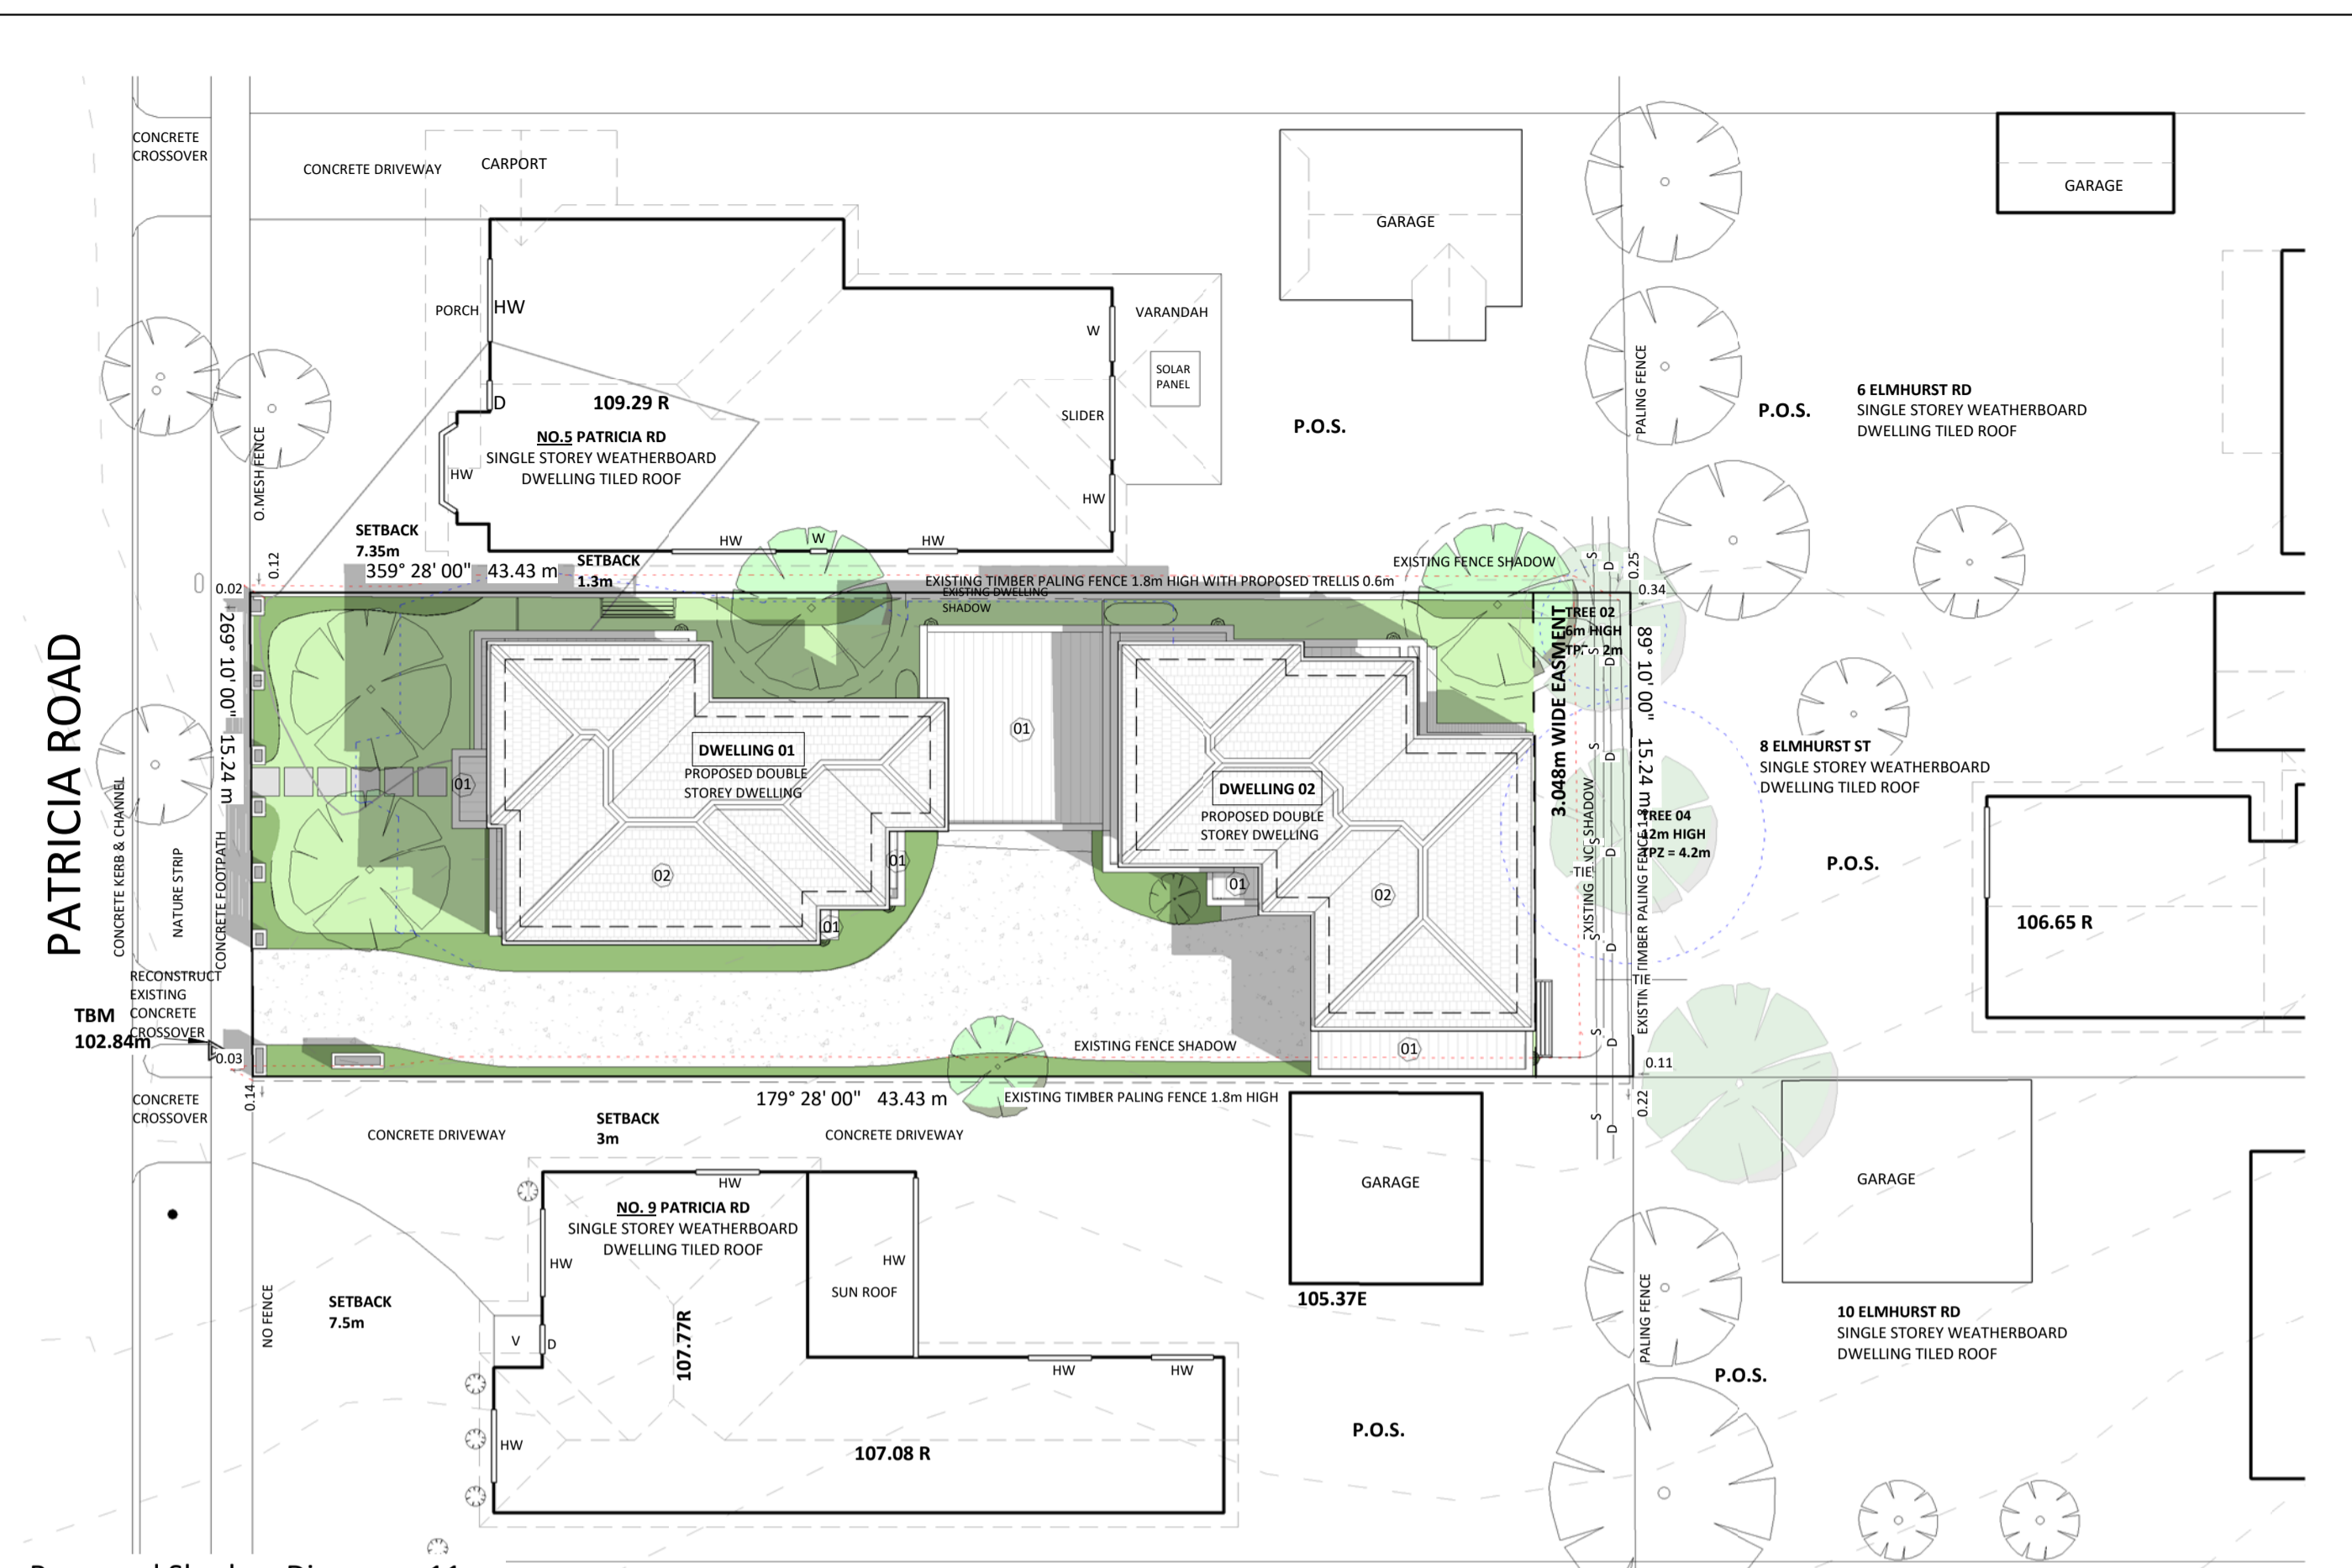 CONCRETE
CROSSOVER
CONCRETE DRIVEWAY
CARPORT
GARAGE
GARAGE
PORCH
HW
VARANDAH
W
SOLAR
PANEL
SLIDER
D
109.29 R
NO.5 PATRICIA RD
SINGLE STOREY WEATHERBOARD
DWELLING TILED ROOF
HW
HW
P.O.S.
PALING FENCE
P.O.S.
6 ELMHURST RD
SINGLE STOREY WEATHERBOARD
DWELLING TILED ROOF
O.MESH FENCE
SETBACK
7.35m
359° 28' 00" 43.43 m
SETBACK
1.3m
HW
W
HW
EXISTING FENCE SHADOW
EXISTING TIMBER PALING FENCE 1.8m HIGH WITH PROPOSED TRELLIS 0.6m
EXISTING DWELLING
SHADOW
0.12
0.02
0.25
0.34
S
D
TREE 02
6m HIGH
269° 10' 00" 15.24 m
89° 10' 00" 15.24 m
3.048m WIDE EASMENT
PATRICIA ROAD
CONCRETE KERB & CHANNEL
NATURE STRIP
CONCRETE FOOTPATH
01
DWELLING 01
PROPOSED DOUBLE
STOREY DWELLING
02
01
01
01
DWELLING 02
PROPOSED DOUBLE
STOREY DWELLING
02
01
01
S
D
S
D
S
D
S
D
S
D
S
D
TIE
EXISTING FENCE SHADOW
TREE 04
12m HIGH
TPZ = 4.2m
TIE
8 ELMHURST ST
SINGLE STOREY WEATHERBOARD
DWELLING TILED ROOF
P.O.S.
106.65 R
RECONSTRUCT
EXISTING
CONCRETE
CROSSOVER
TBM
102.84m
0.03
0.14
EXISTING FENCE SHADOW
0.11
0.22
179° 28' 00" 43.43 m
EXISTING TIMBER PALING FENCE 1.8m HIGH
CONCRETE
CROSSOVER
CONCRETE DRIVEWAY
SETBACK
3m
CONCRETE DRIVEWAY
HW
NO. 9 PATRICIA RD
SINGLE STOREY WEATHERBOARD
DWELLING TILED ROOF
HW
HW
SUN ROOF
GARAGE
105.37E
GARAGE
NO FENCE
SETBACK
7.5m
V
D
107.77R
HW
HW
HW
107.08 R
P.O.S.
PALING FENCE
P.O.S.
10 ELMHURST RD
SINGLE STOREY WEATHERBOARD
DWELLING TILED ROOF